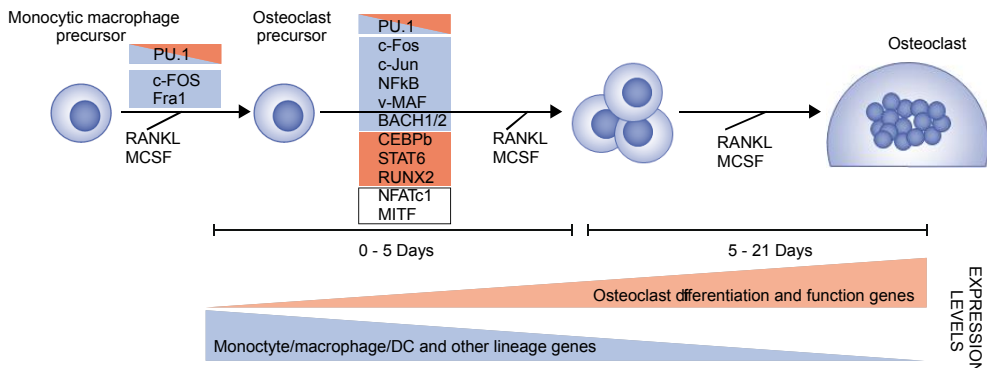 Monocytic macrophage
precursor
PU.1
c-FOS
Fra1
RANKL
MCSF
Osteoclast
precursor
PU.1
c-Fos
c-Jun
NFkB
v-MAF
BACH1/2
CEBPb
STAT6
RUNX2
NFATc1
MITF
RANKL
MCSF
RANKL
MCSF
Osteoclast
0 - 5 Days
5 - 21 Days
Osteoclast dfferentiation and function genes
Monoctyte/macrophage/DC and other lineage genes
EXPRESSION
LEVELS